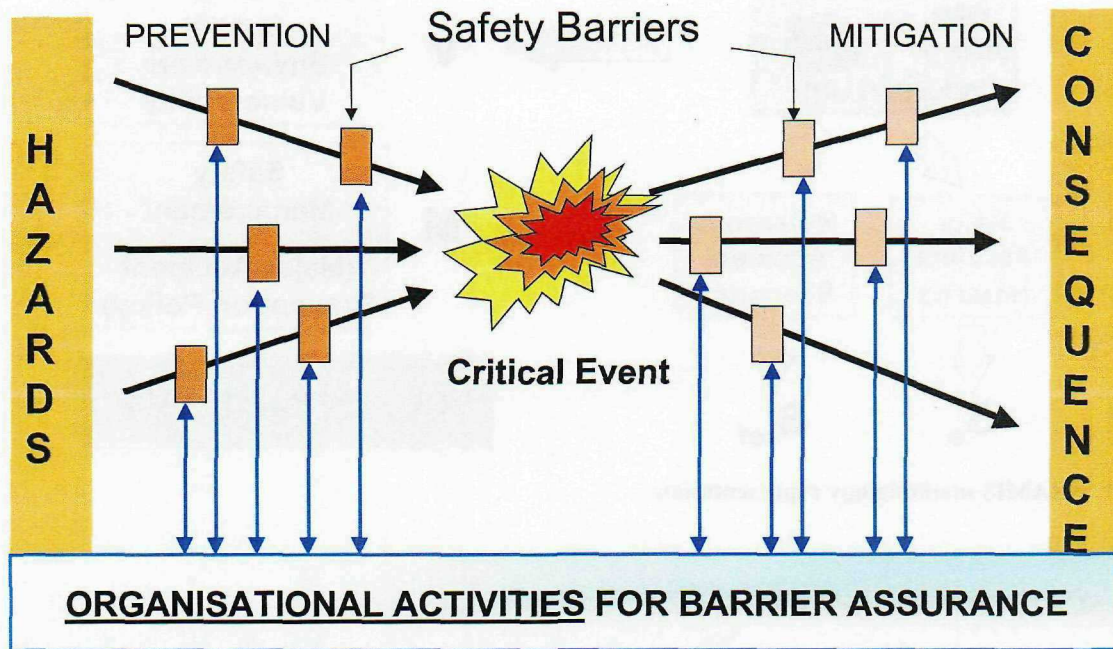 PREVENTION
Safety Barriers
MITIGATION
HAZARDS
CONSEQUENCE
Critical Event
ORGANISATIONAL ACTIVITIES FOR BARRIER ASSURANCE